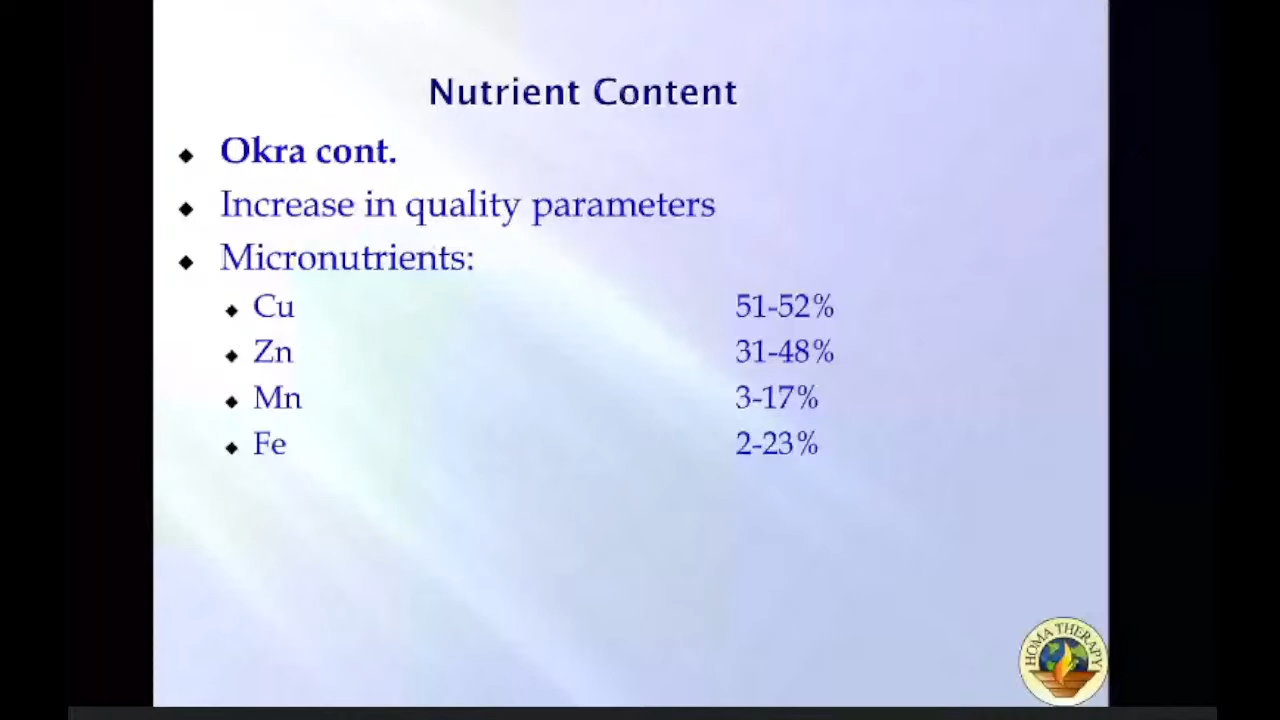 Nutrient Content
Okra cont.
Increase in quality parameters
Micronutrients:
Cu 51-52%
Zn 31-48%
Mn 3-17%
Fe 2-23%
HOMA THERAPY